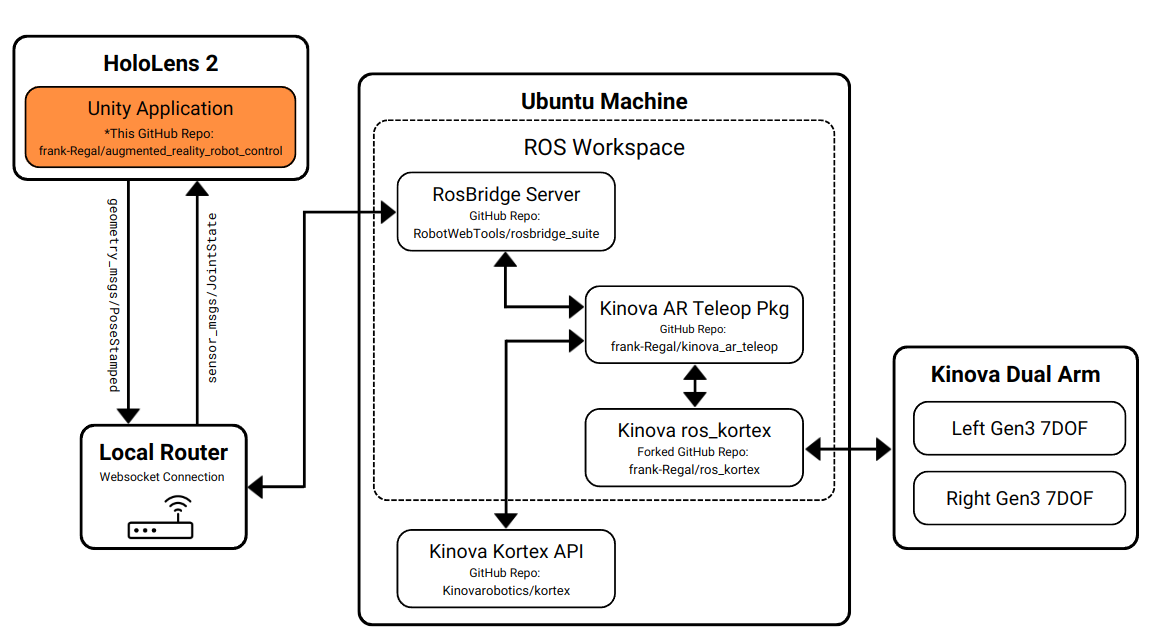 HoloLens 2
Unity Application
*This GitHub Repo:
frank-Regal/augmented_reality_robot_control
geometry_msgs/PoseStamped
sensor_msgs/JointState
Local Router
Websocket Connection
Ubuntu Machine
ROS Workspace
RosBridge Server
GitHub Repo:
RobotWebTools/rosbridge_suite
Kinova AR Teleop Pkg
GitHub Repo:
frank-Regal/kinova_ar_teleop
Kinova ros_kortex
Forked GitHub Repo:
frank-Regal/ros_kortex
Kinova Kortex API
GitHub Repo:
Kinovarobotics/kortex
Kinova Dual Arm
Left Gen3 7DOF
Right Gen3 7DOF